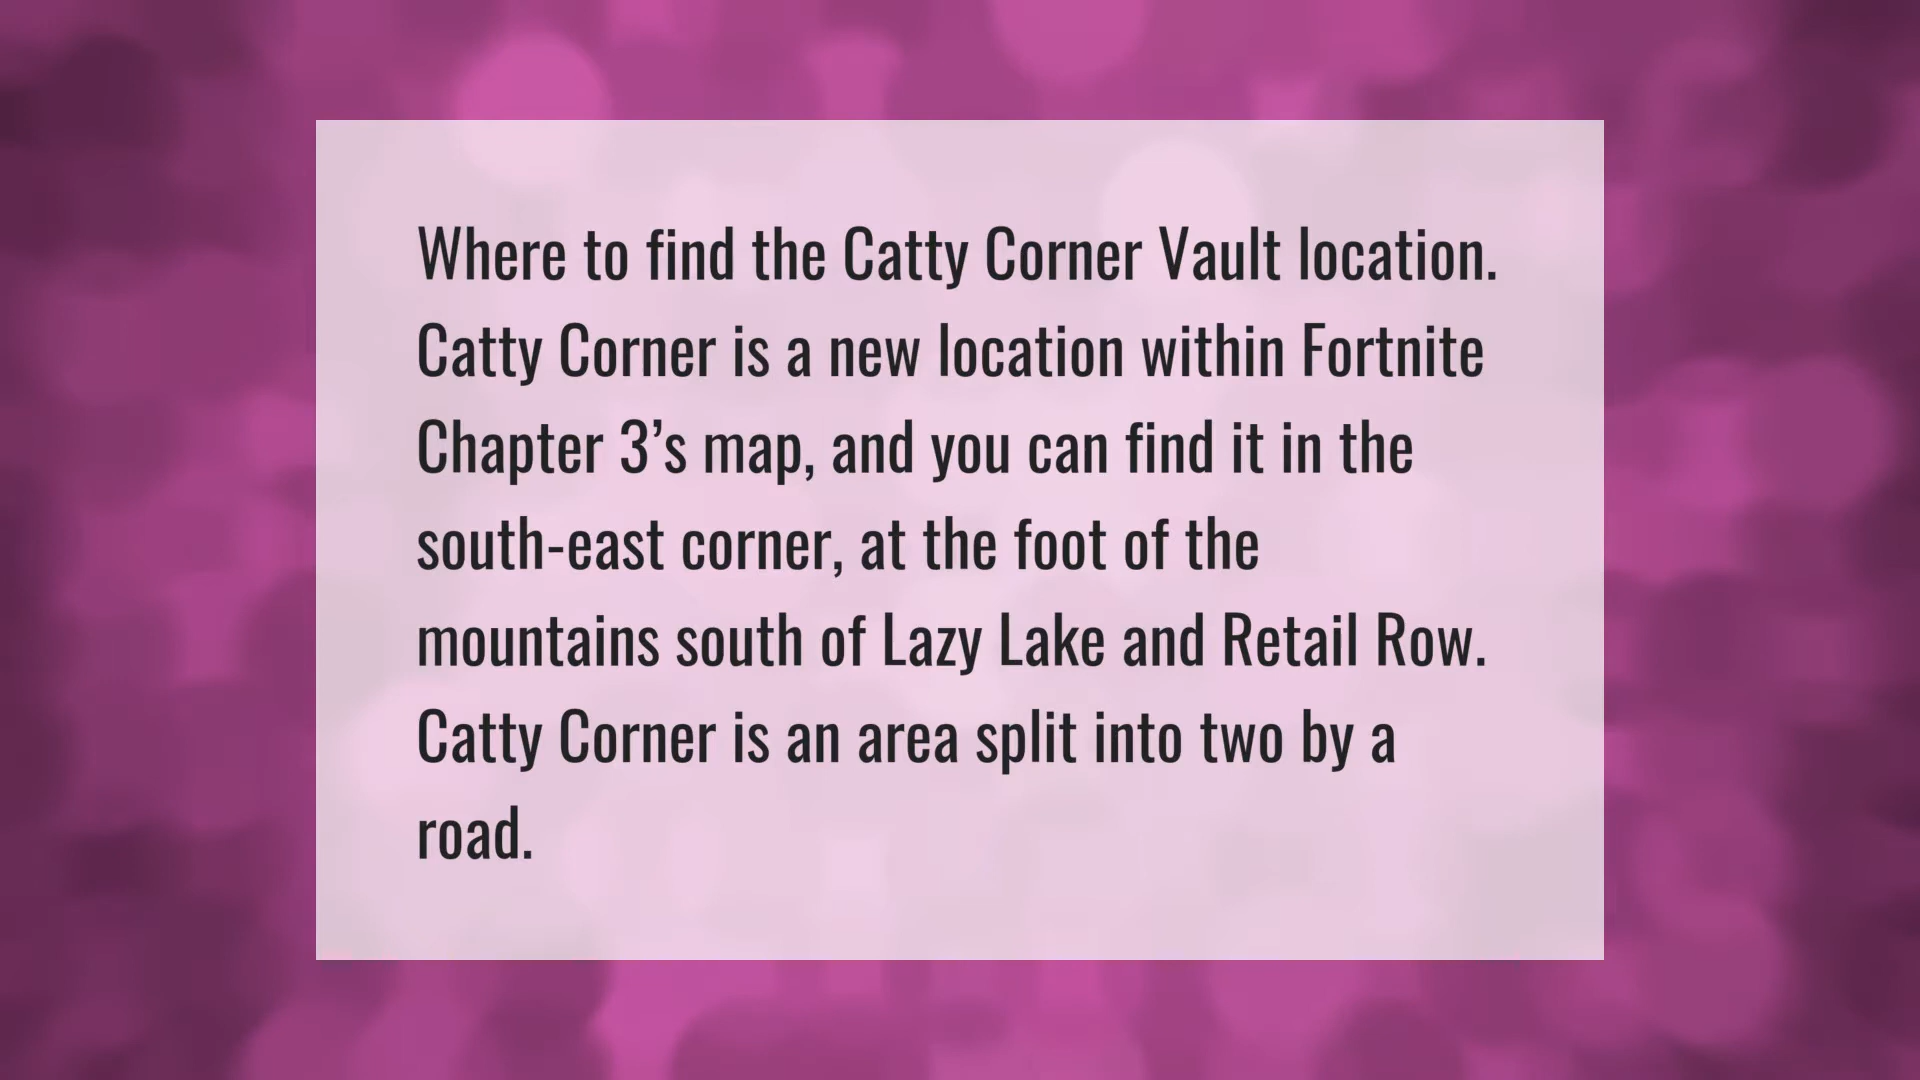 Where to find the Catty Corner Vault location.
Catty Corner is a new location within Fortnite
Chapter 3’s map, and you can find it in the
south-east corner, at the foot of the
mountains south of Lazy Lake and Retail Row.
Catty Corner is an area split into two by a
road.